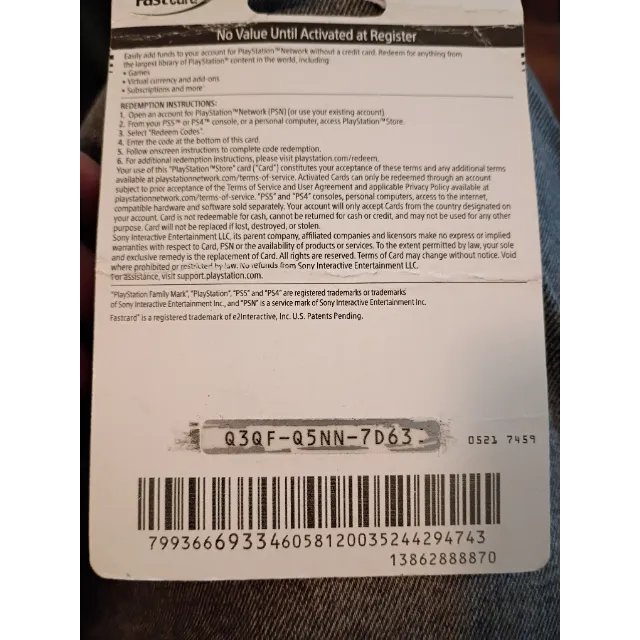 Fastcard
No Value Until Activated at Register
Easily add funds to your account for PlayStation™Network without a credit card. Redeem for anything from
the largest library of PlayStation® content in the world, including:
• Games
• Virtual currency and add-ons
• Subscriptions and more*
REDEMPTION INSTRUCTIONS:
1. Open an account for PlayStation™Network (PSN) (or use your existing account).
2. From your PS5™ or PS4™ console, or a personal computer, access PlayStation™Store.
3. Select "Redeem Codes".
4. Enter the code at the bottom of this card.
5. Follow onscreen instructions to complete code redemption.
6. For additional redemption instructions, please visit playstation.com/redeem.
Your use of this "PlayStation™Store" card ("Card") constitutes your acceptance of these terms and any additional terms
available at playstationnetwork.com/terms-of-service. Activated Cards can only be redeemed through an account
subject to prior acceptance of the Terms of Service and User Agreement and applicable Privacy Policy available at
playstationnetwork.com/terms-of-service. "PS5" and "PS4" consoles, personal computers, access to the internet,
compatible hardware and software sold separately. Your account will only accept Cards from the country designated on
your account. Card is not redeemable for cash, cannot be returned for cash or credit, and may not be used for any other
purpose. Card will not be replaced if lost, destroyed, or stolen.
Sony Interactive Entertainment LLC, its parent company, affiliated companies and licensors make no express or implied
warranties with respect to Card, PSN or the availability of products or services. To the extent permitted by law, your sole
and exclusive remedy is the replacement of Card. All rights are reserved. Terms of Card may change without notice. Void
where prohibited or restricted by law. No refunds from Sony Interactive Entertainment LLC.
For assistance, visit support.playstation.com.
"PlayStation Family Mark", "PlayStation", "PS5" and "PS4" are registered trademarks or trademarks
of Sony Interactive Entertainment Inc., and "PSN" is a service mark of Sony Interactive Entertainment Inc.
Fastcard® is a registered trademark of e2Interactive, Inc. U.S. Patents Pending.
Q3QF-Q5NN-7D63
0521 7459
799366693346058120035244294743
13862888870